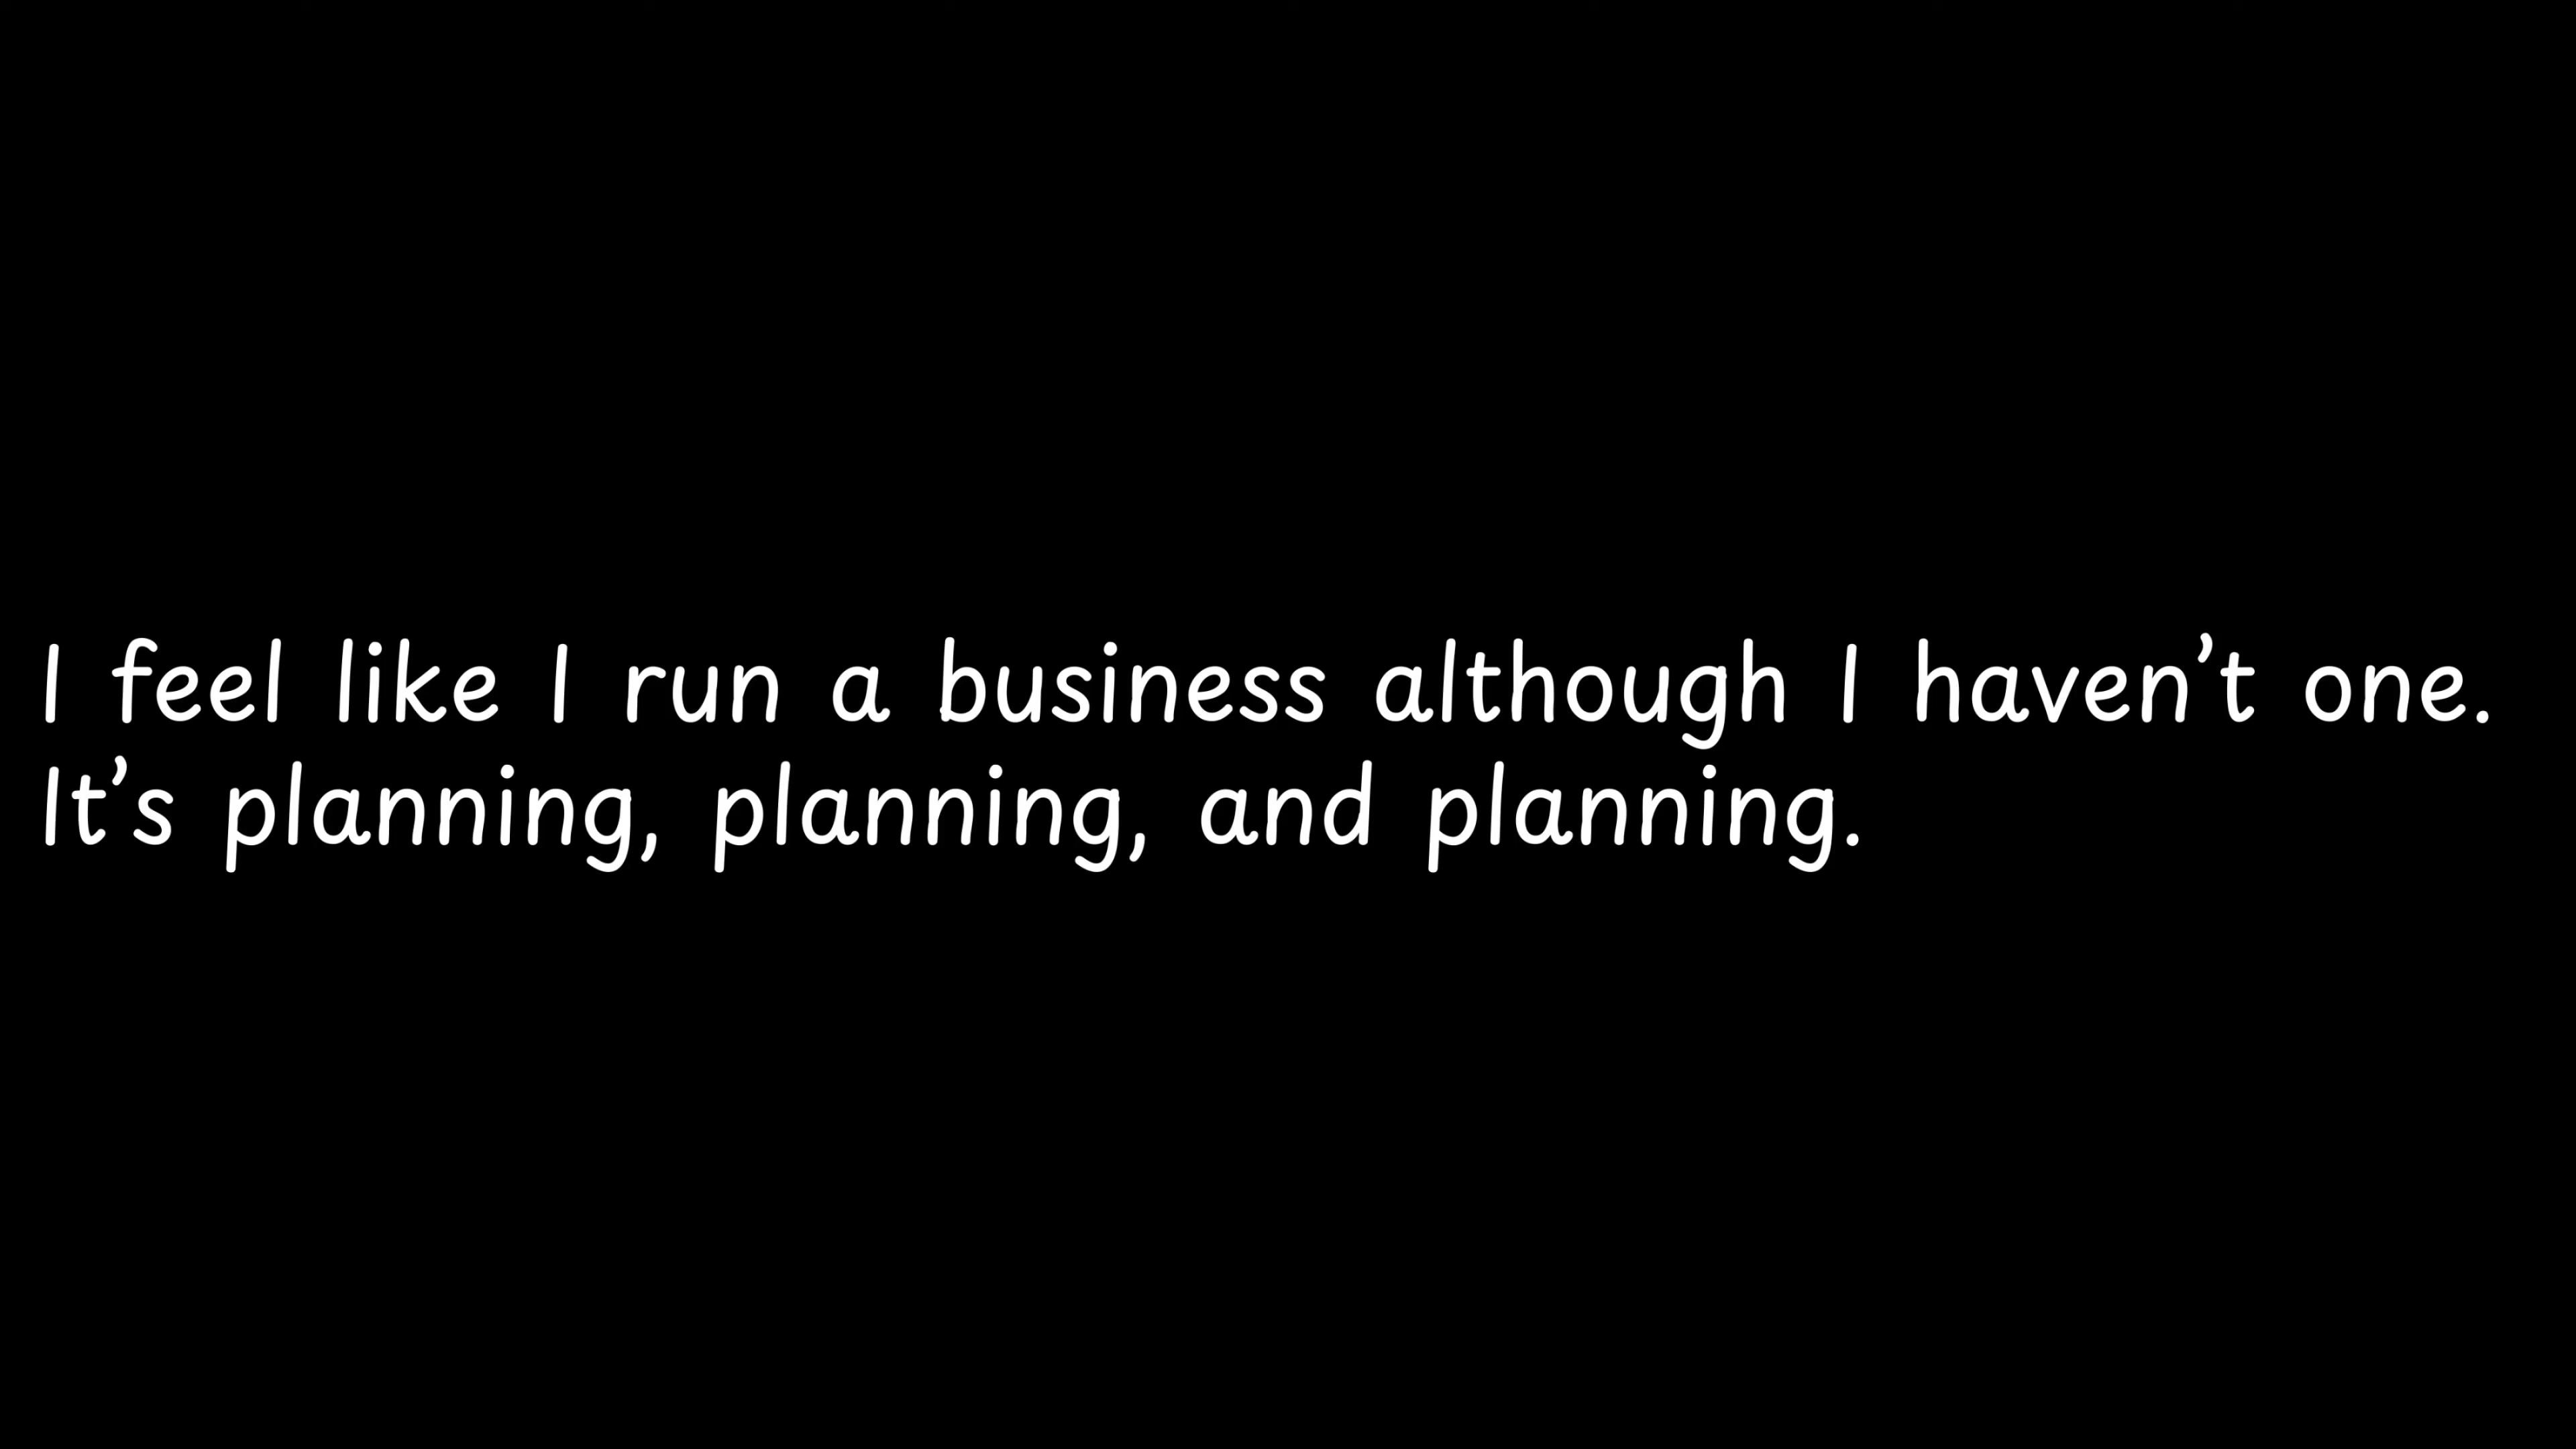 I feel like I run a business although I haven’t one.
It’s planning, planning, and planning.